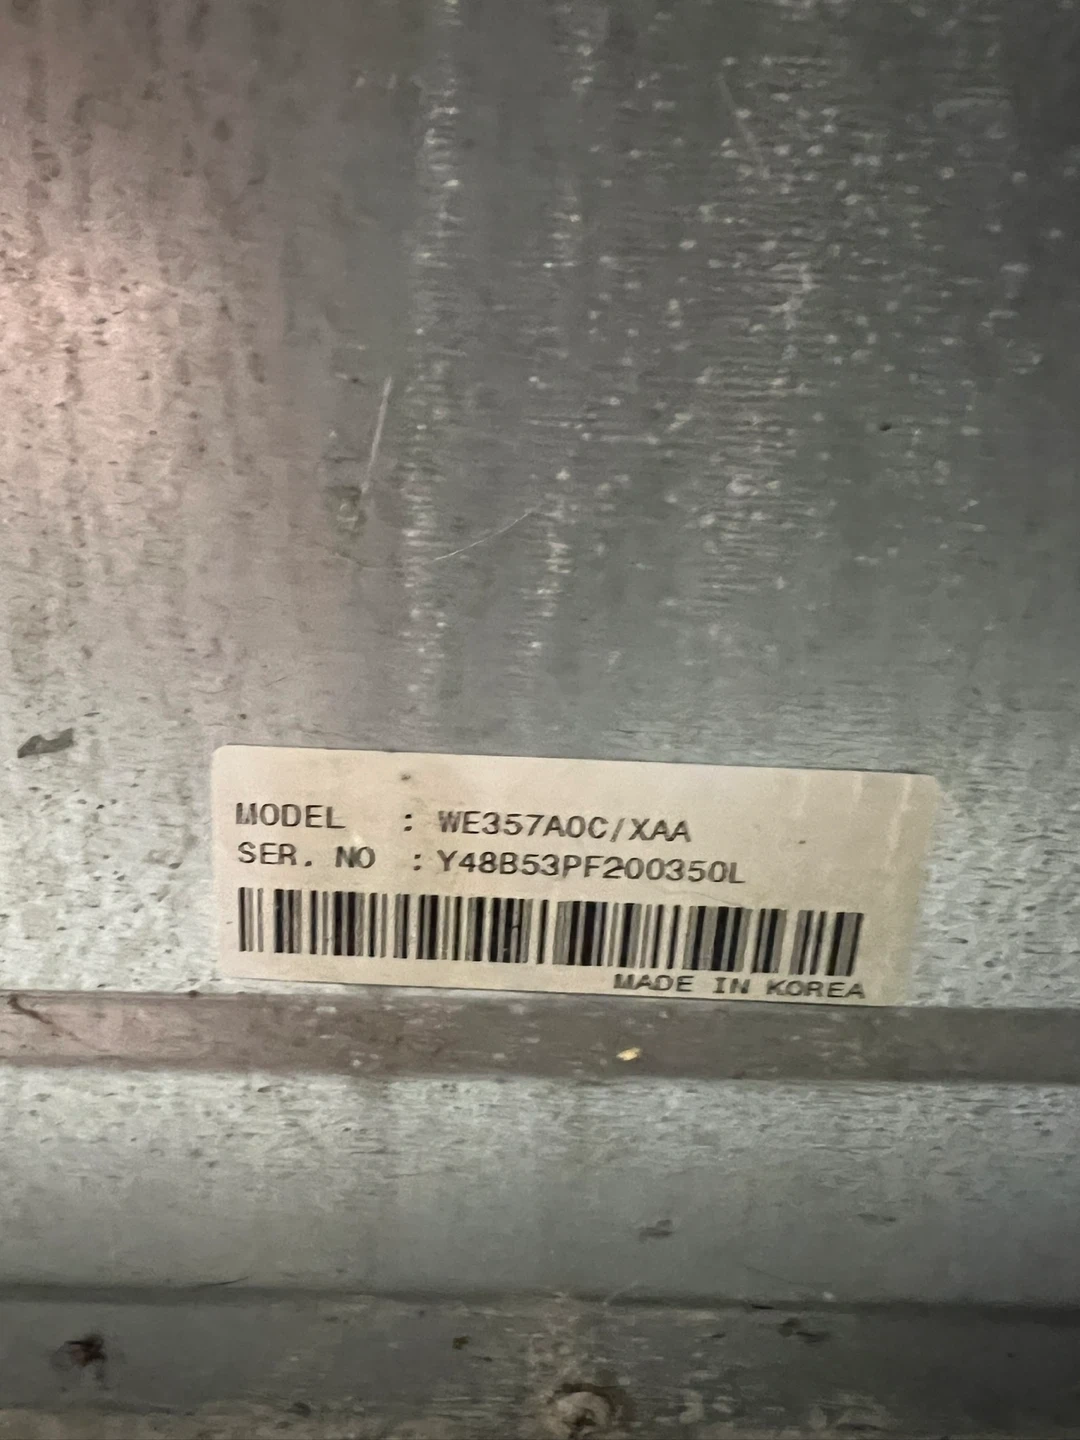 MODEL : WE357A0C/XAA
SER. NO : Y48B53PF200350L
MADE IN KOREA